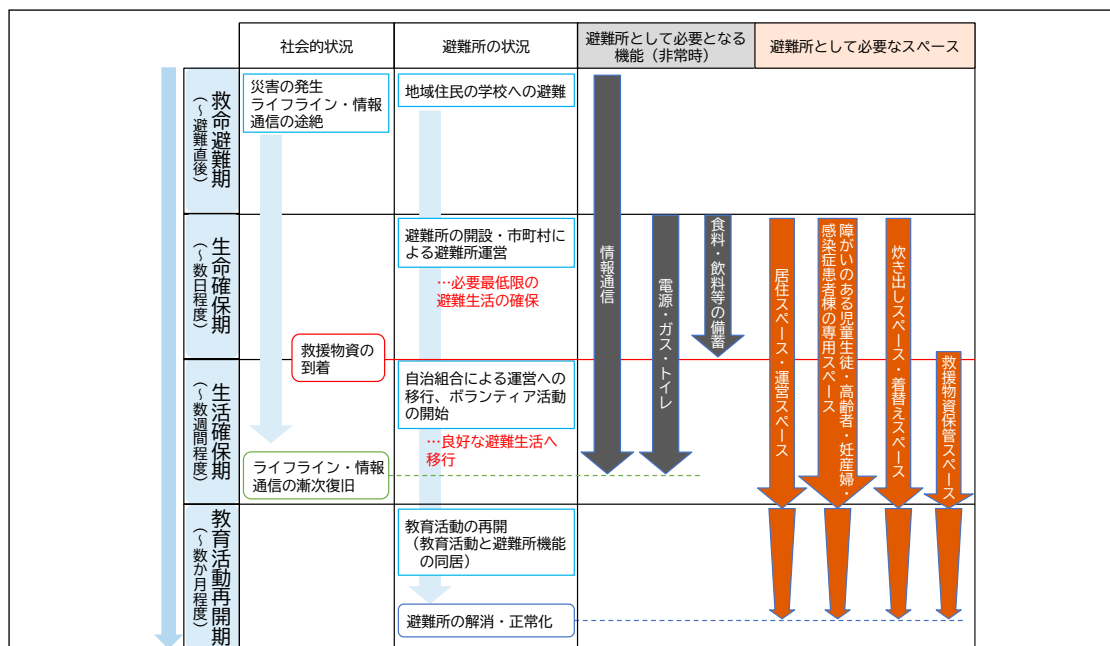 社会的状況
避難所の状況
避難所として必要となる
機能（非常時）
避難所として必要なスペース
救命避難期
（～避難直後）
災害の発生
ライフライン・情報
通信の途絶
地域住民の学校への避難
生命確保期
（～数日程度）
避難所の開設・市町村に
よる避難所運営
…必要最低限の
避難生活の確保
救援物資の
到着
生活確保期
（～数週間程度）
自治組合による運営への
移行、ボランティア活動
の開始
…良好な避難生活へ
移行
ライフライン・情報
通信の漸次復旧
教育活動再開期
（～数か月程度）
教育活動の再開
（教育活動と避難所機能
の同居）
避難所の解消・正常化
情報通信
電源・ガス・トイレ
食料・飲料等の備蓄
居住スペース・運営スペース
障がいのある児童生徒・高齢者・妊産婦・
感染症患者棟の専用スペース
炊き出しスペース・着替えスペース
救援物資保管スペース